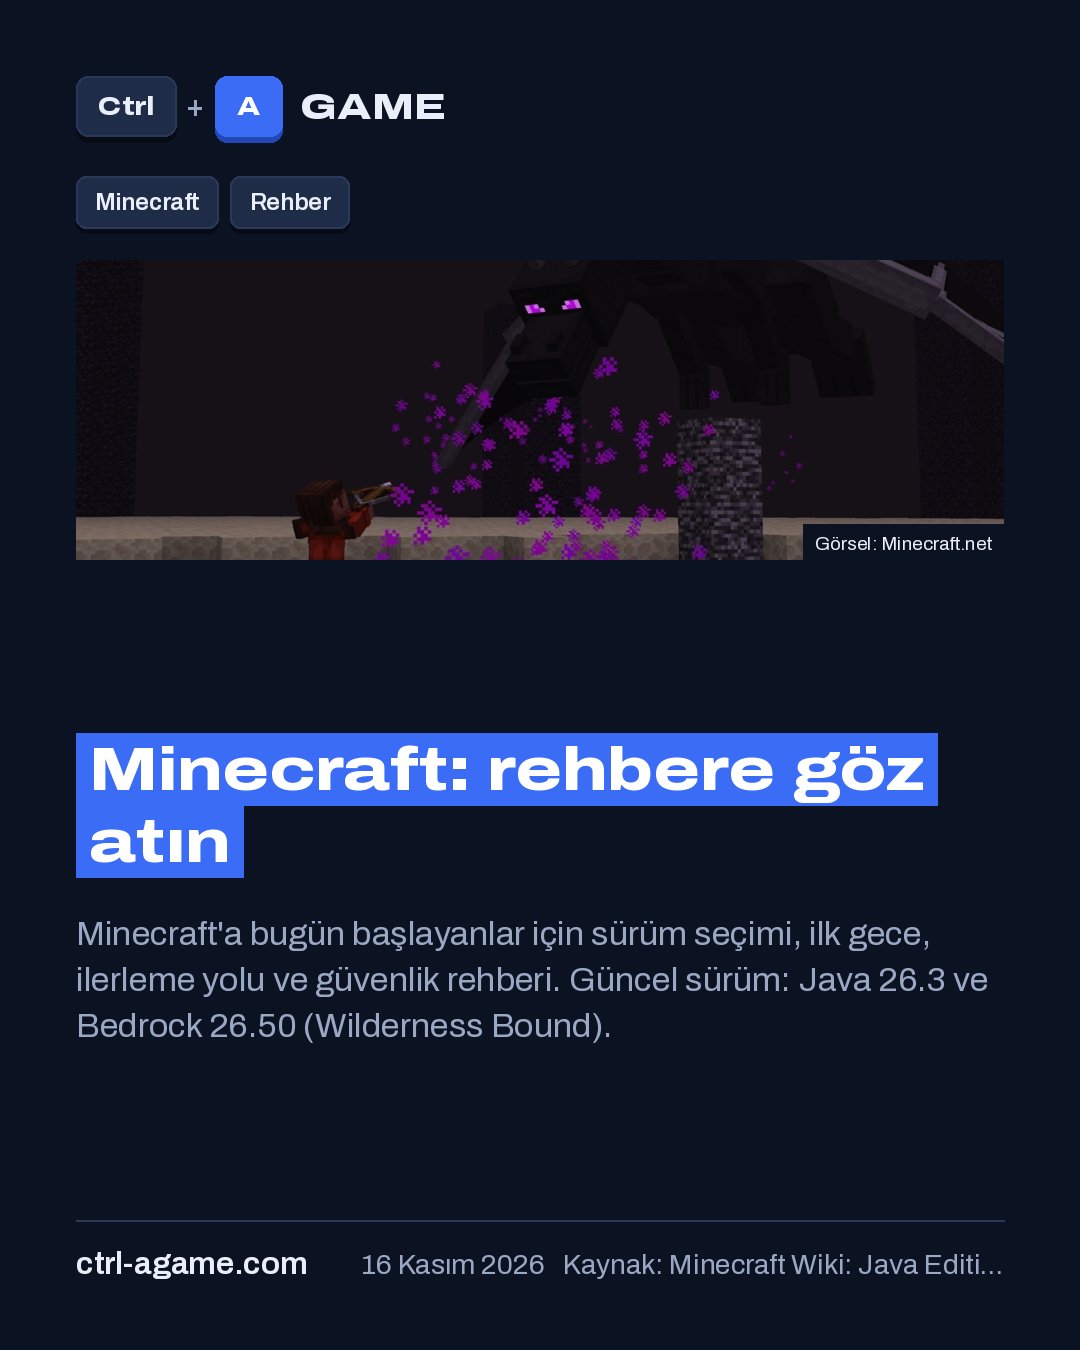 Ctrl + A GAME
Minecraft Rehber
Görsel: Minecraft.net
Minecraft: rehbere göz
atın
Minecraft'a bugün başlayanlar için sürüm seçimi, ilk gece,
ilerleme yolu ve güvenlik rehberi. Güncel sürüm: Java 26.3 ve
Bedrock 26.50 (Wilderness Bound).
ctrl-agame.com 16 Kasım 2026 Kaynak: Minecraft Wiki: Java Editi...